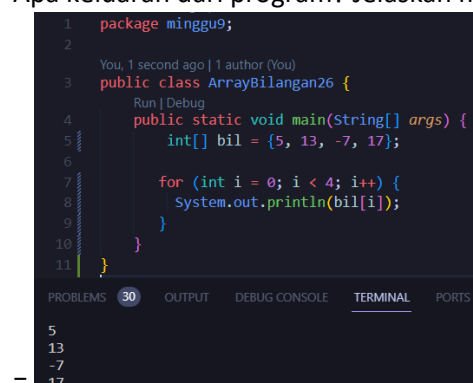 Apa keluaran dari program? Jelaskan
1 package minggu9;
2
You, 1 second ago | 1 author (You)
3 public class ArrayBilangan26 {
Run | Debug
4 public static void main(String[] args) {
5 int[] bil = {5, 13, -7, 17};
6
7 for (int i = 0; i < 4; i++) {
8 System.out.println(bil[i]);
9 }
10 }
11 }
PROBLEMS 30 OUTPUT DEBUG CONSOLE TERMINAL PORTS
5
13
-7
= 17